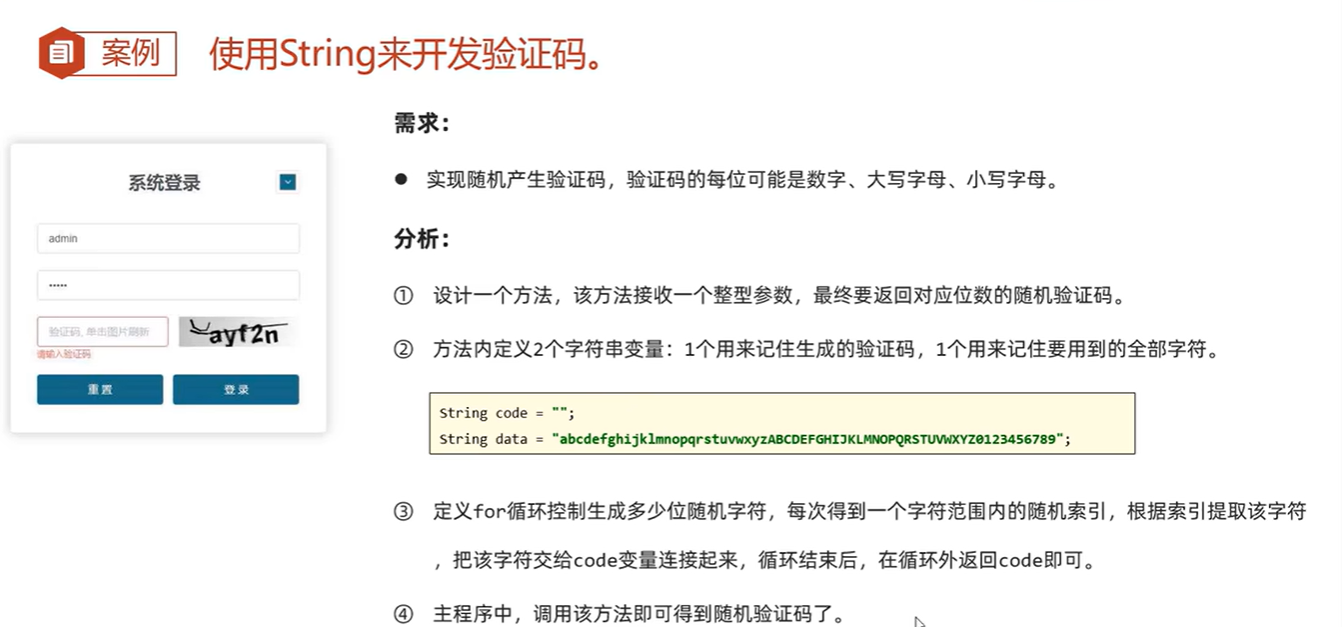 案例
使用String来开发验证码。
需求：
系统登录
● 实现随机产生验证码，验证码的每位可能是数字、大写字母、小写字母。
admin
分析：
•••••
① 设计一个方法，该方法接收一个整型参数，最终要返回对应位数的随机验证码。
验证码, 单击图片刷新
ayf2n
请输入验证码
② 方法内定义2个字符串变量：1个用来记住生成的验证码，1个用来记住要用到的全部字符。
重 置
登 录
String code = "";
String data = "abcdefghijklmnopqrstuvwxyzABCDEFGHIJKLMNOPQRSTUVWXYZ0123456789";
③ 定义for循环控制生成多少位随机字符，每次得到一个字符范围内的随机索引，根据索引提取该字符
，把该字符交给code变量连接起来，循环结束后，在循环外返回code即可。
④ 主程序中，调用该方法即可得到随机验证码了。